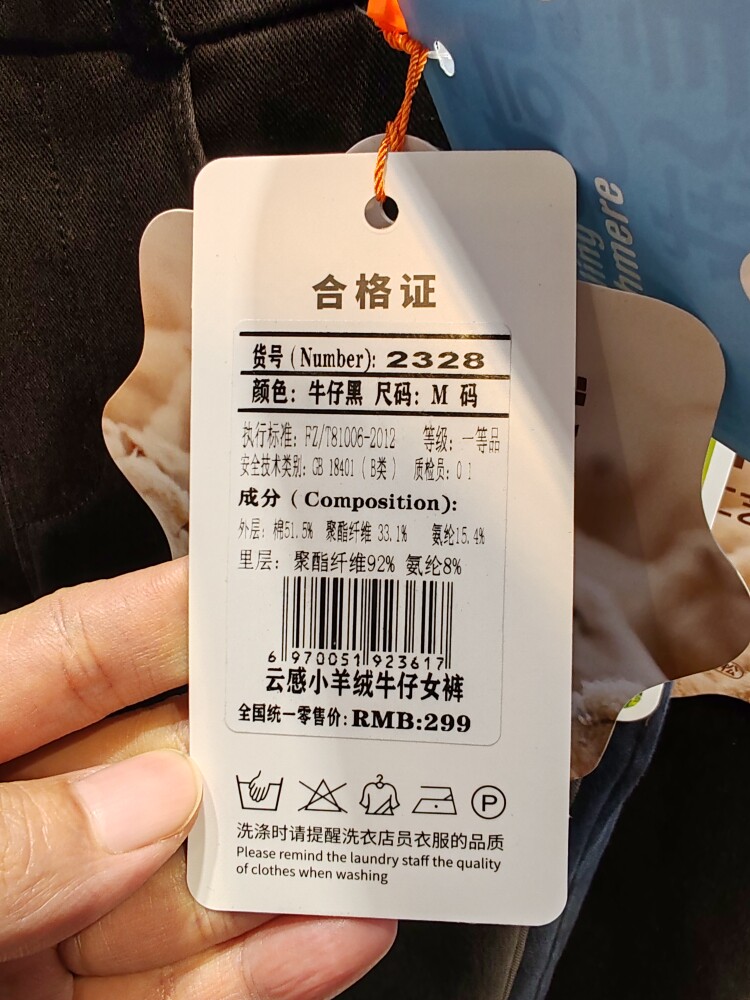 合格证
货号（Number）: 2328
颜色：牛仔黑 尺码：M 码
执行标准：FZ/T81006-2012 等级：一等品
安全技术类别：GB 18401（B类） 质检员：01
成分（Composition）:
外层：棉51.5% 聚酯纤维 33.1% 氨纶15.4%
里层：聚酯纤维92% 氨纶8%
6 970051 923617
云感小羊绒牛仔女裤
全国统一零售价：RMB:299
P
洗涤时请提醒洗衣店员衣服的品质
Please remind the laundry staff the quality
of clothes when washing